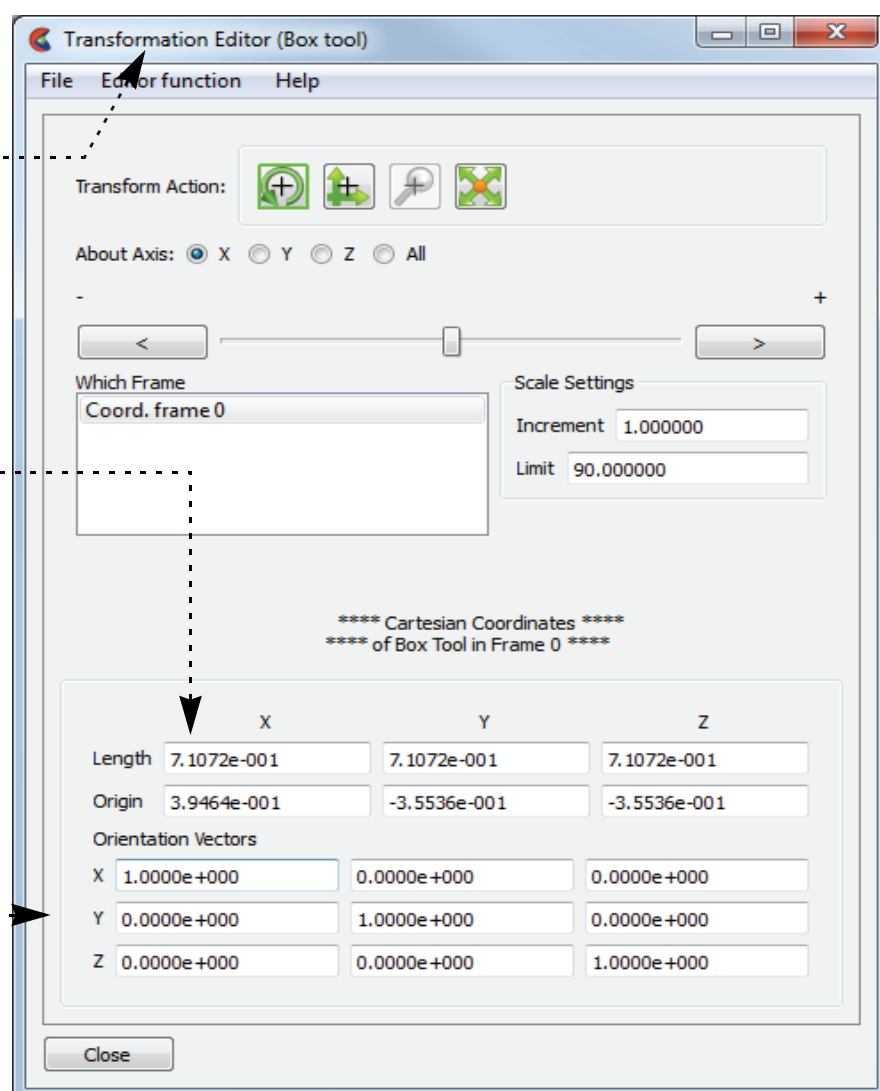 Transformation Editor (Box tool)
File Editor function Help
Transform Action:
About Axis: X Y Z All
- +
< >
Which Frame Scale Settings
Coord. frame 0
Increment 1.000000
Limit 90.000000
**** Cartesian Coordinates ****
**** of Box Tool in Frame 0 ****
X Y Z
Length 7.1072e-001 7.1072e-001 7.1072e-001
Origin 3.9464e-001 -3.5536e-001 -3.5536e-001
Orientation Vectors
X 1.0000e+000 0.0000e+000 0.0000e+000
Y 0.0000e+000 1.0000e+000 0.0000e+000
Z 0.0000e+000 0.0000e+000 1.0000e+000
Close